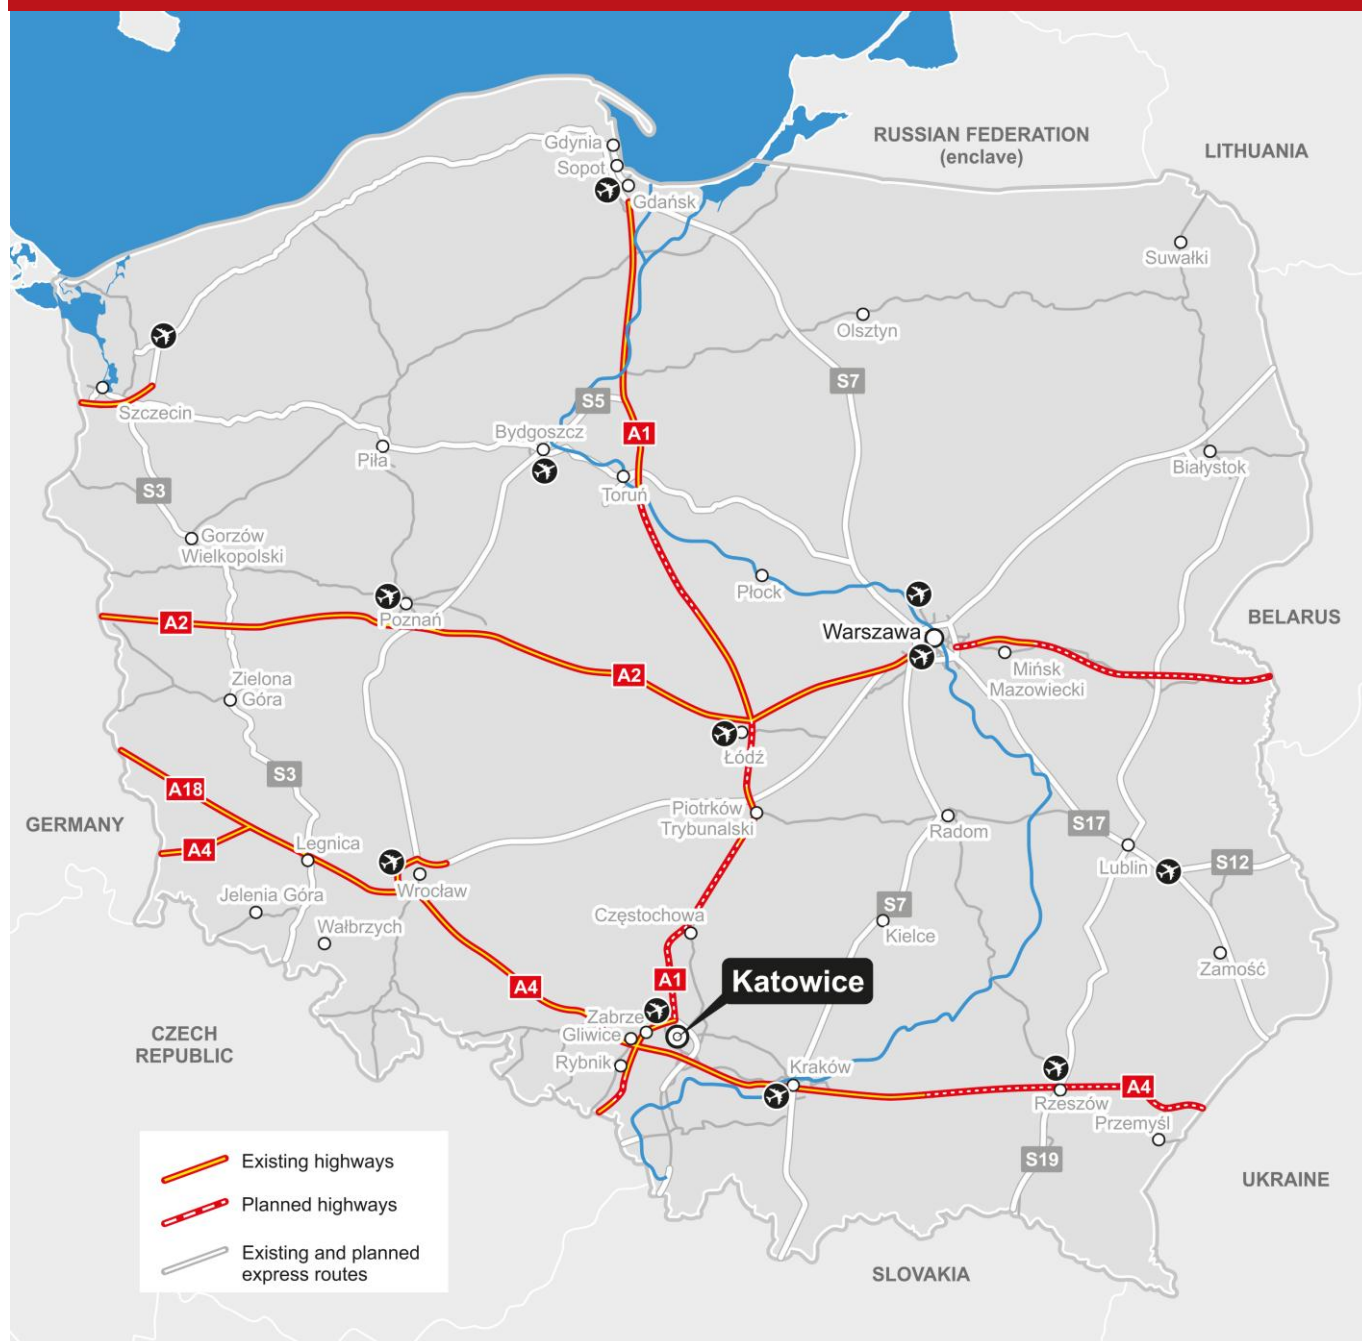 RUSSIAN FEDERATION
(enclave)
LITHUANIA
Gdynia
Sopot
Gdańsk
Suwałki
Olsztyn
S7
S5
Szczecin
Bydgoszcz
A1
Piła
Białystok
S3
Toruń
Gorzów
Wielkopolski
Płock
Poznań
A2
BELARUS
Warszawa
Mińsk
Mazowiecki
A2
Zielona
Góra
Łódź
S3
A18
Piotrków
Trybunalski
GERMANY
Radom
S17
A4
Legnica
Lublin
S12
Wrocław
Jelenia Góra
Wałbrzych
Częstochowa
S7
Kielce
Zamość
A1
Katowice
A4
Zabrze
Gliwice
CZECH
REPUBLIC
Rybnik
Kraków
A4
Rzeszów
Przemyśl
S19
UKRAINE
SLOVAKIA
Existing highways
Planned highways
Existing and planned
express routes